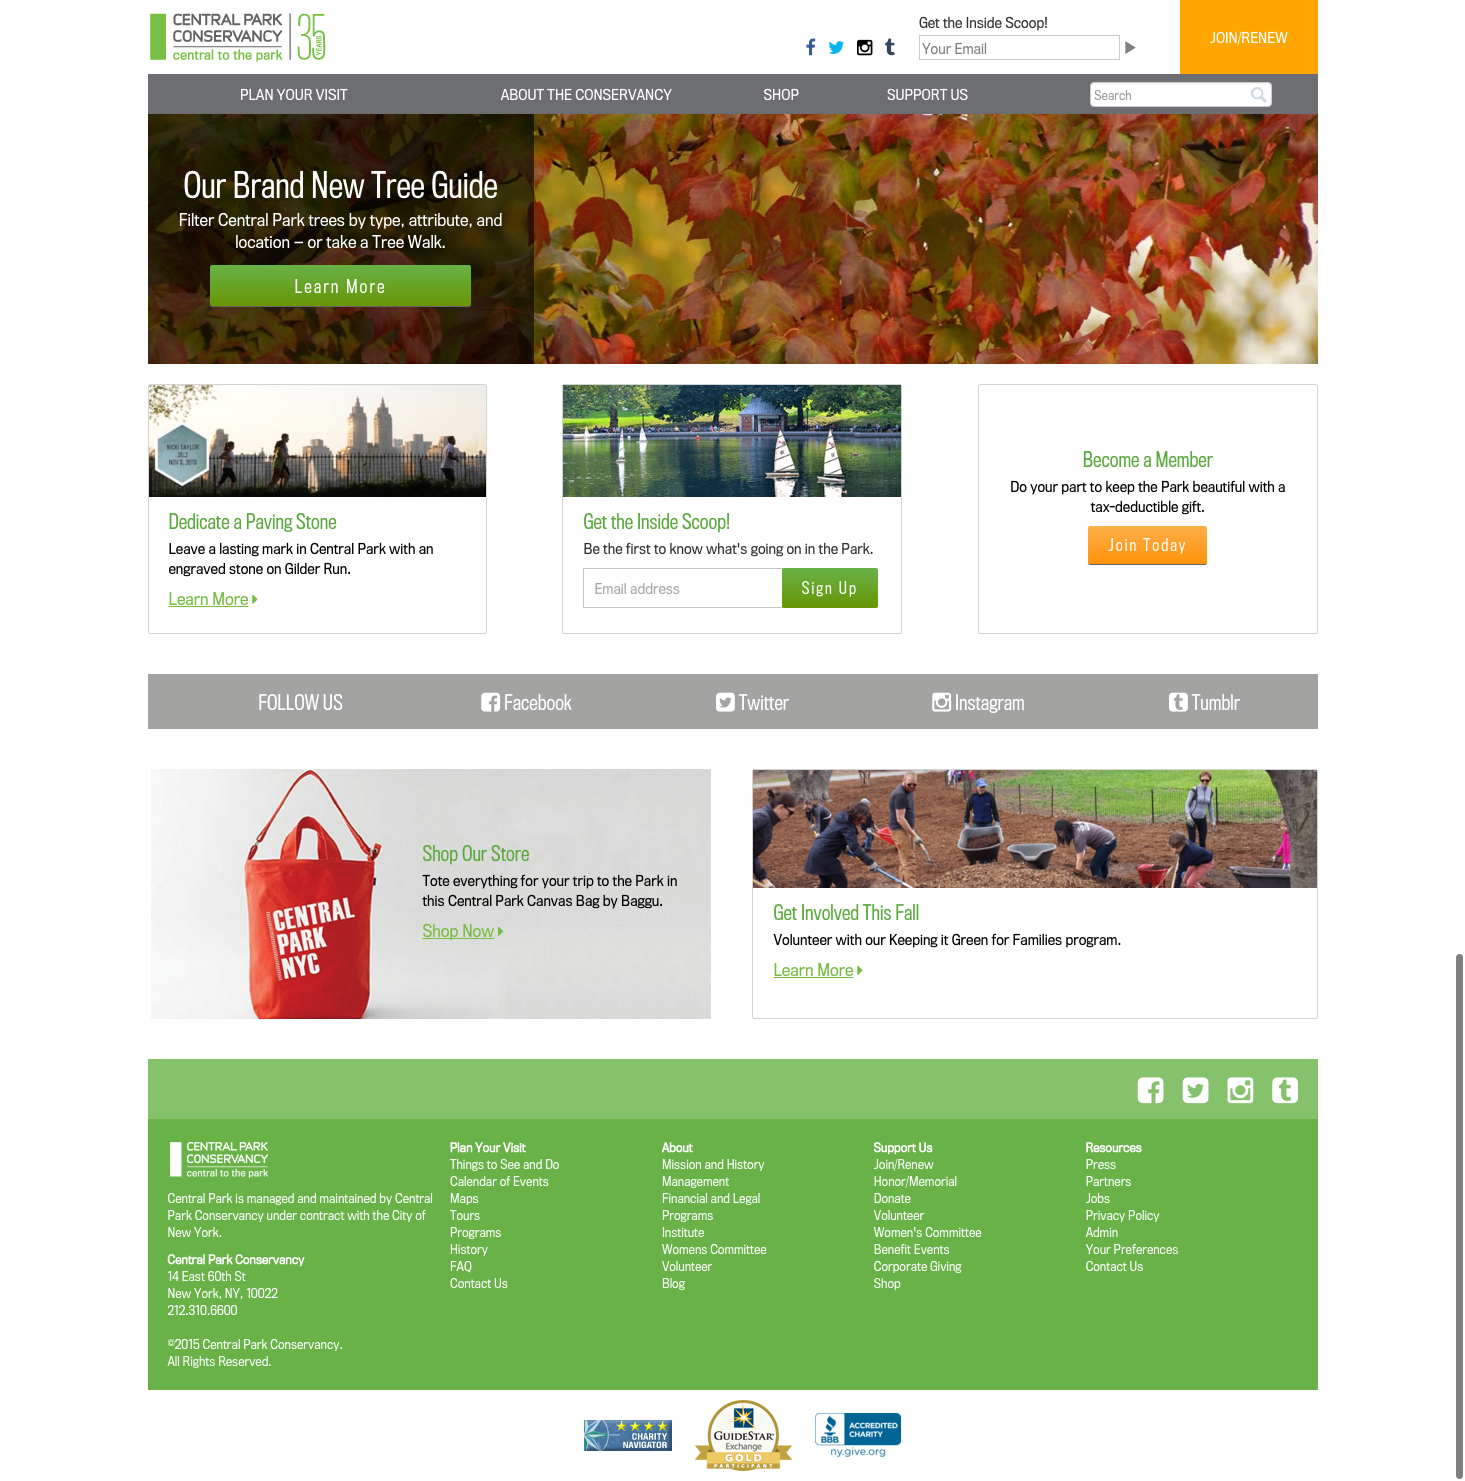 CENTRAL PARK
CONSERVANCY
central to the park
35 YEARS
Get the Inside Scoop!
Your Email
JOIN/RENEW
PLAN YOUR VISIT
ABOUT THE CONSERVANCY
SHOP
SUPPORT US
Search
Our Brand New Tree Guide
Filter Central Park trees by type, attribute, and
location – or take a Tree Walk.
Learn More
NICKI TAYLOR
26.2
NOV 3, 2013
Dedicate a Paving Stone
Leave a lasting mark in Central Park with an
engraved stone on Gilder Run.
Learn More
Get the Inside Scoop!
Be the first to know what's going on in the Park.
Email address
Sign Up
Become a Member
Do your part to keep the Park beautiful with a
tax-deductible gift.
Join Today
FOLLOW US
Facebook
Twitter
Instagram
Tumblr
CENTRAL
PARK
NYC
Shop Our Store
Tote everything for your trip to the Park in
this Central Park Canvas Bag by Baggu.
Shop Now
Get Involved This Fall
Volunteer with our Keeping it Green for Families program.
Learn More
CENTRAL PARK
CONSERVANCY
central to the park
Central Park is managed and maintained by Central
Park Conservancy under contract with the City of
New York.
Central Park Conservancy
14 East 60th St
New York, NY, 10022
212.310.6600
©2015 Central Park Conservancy.
All Rights Reserved.
Plan Your Visit
Things to See and Do
Calendar of Events
Maps
Tours
Programs
History
FAQ
Contact Us
About
Mission and History
Management
Financial and Legal
Programs
Institute
Womens Committee
Volunteer
Blog
Support Us
Join/Renew
Honor/Memorial
Donate
Volunteer
Women's Committee
Benefit Events
Corporate Giving
Shop
Resources
Press
Partners
Jobs
Privacy Policy
Admin
Your Preferences
Contact Us
CHARITY
NAVIGATOR
GUIDESTAR
Exchange
GOLD
PARTICIPANT
BBB
ACCREDITED
CHARITY
ny.give.org